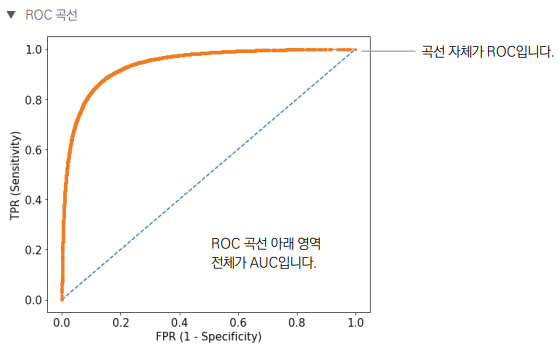 ▼ ROC 곡선
1.0
곡선 자체가 ROC입니다.
0.8
0.6
0.4
0.2
0.0
TPR (Sensitivity)
ROC 곡선 아래 영역
전체가 AUC입니다.
0.0 0.2 0.4 0.6 0.8 1.0
FPR (1 - Specificity)